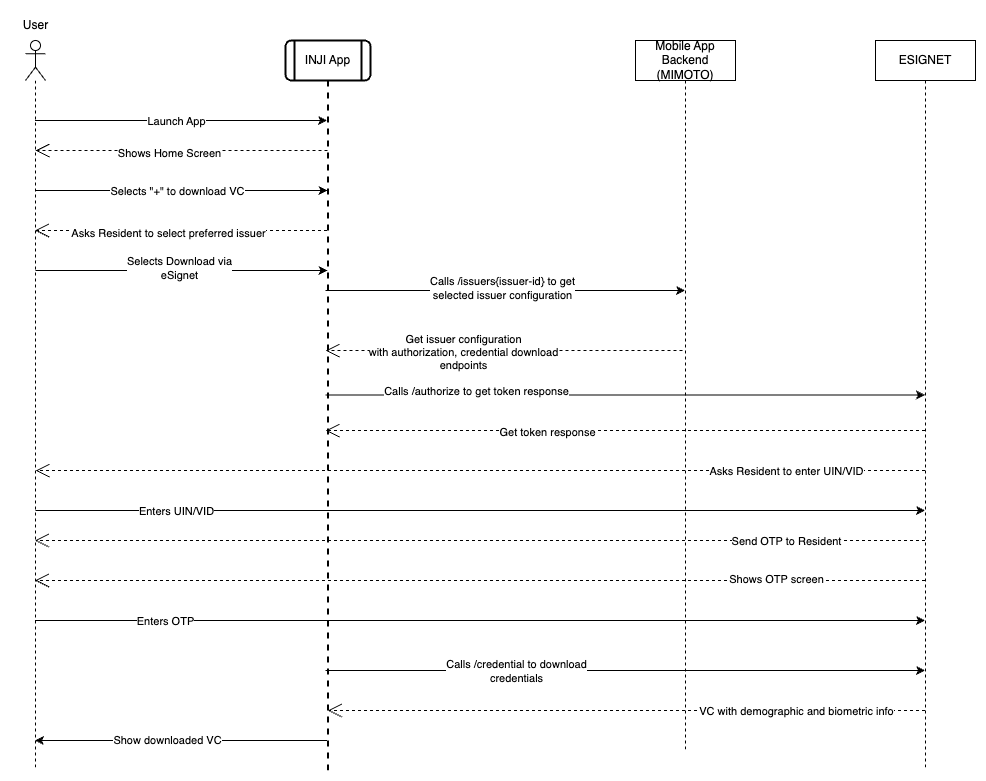 User
INJI App
Mobile App
Backend
(MIMOTO)
ESIGNET
Launch App
Shows Home Screen
Selects "+" to download VC
Asks Resident to select preferred issuer
Selects Download via
eSignet
Calls /issuers{issuer-id} to get
selected issuer configuration
Get issuer configuration
with authorization, credential download
endpoints
Calls /authorize to get token response
Get token response
Asks Resident to enter UIN/VID
Enters UIN/VID
Send OTP to Resident
Shows OTP screen
Enters OTP
Calls /credential to download
credentials
VC with demographic and biometric info
Show downloaded VC